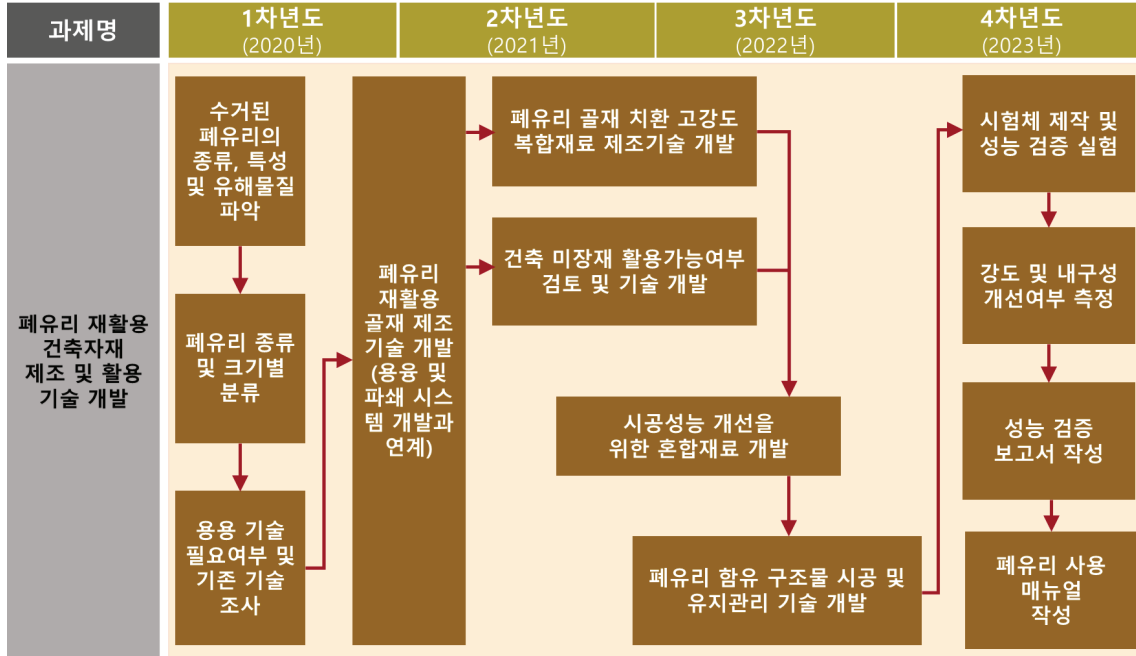 과제명
1차년도
(2020년)
2차년도
(2021년)
3차년도
(2022년)
4차년도
(2023년)
폐유리 재활용
건축자재
제조 및 활용
기술 개발
수거된
폐유리의
종류, 특성
및 유해물질
파악
폐유리 종류
및 크기별
분류
용융 기술
필요여부 및
기존 기술
조사
폐유리
재활용
골재 제조
기술 개발
(용융 및
파쇄 시스
템 개발과
연계)
폐유리 골재 치환 고강도
복합재료 제조기술 개발
건축 미장재 활용가능여부
검토 및 기술 개발
시공성능 개선을
위한 혼합재료 개발
폐유리 함유 구조물 시공 및
유지관리 기술 개발
시험체 제작 및
성능 검증 실험
강도 및 내구성
개선여부 측정
성능 검증
보고서 작성
폐유리 사용
매뉴얼
작성